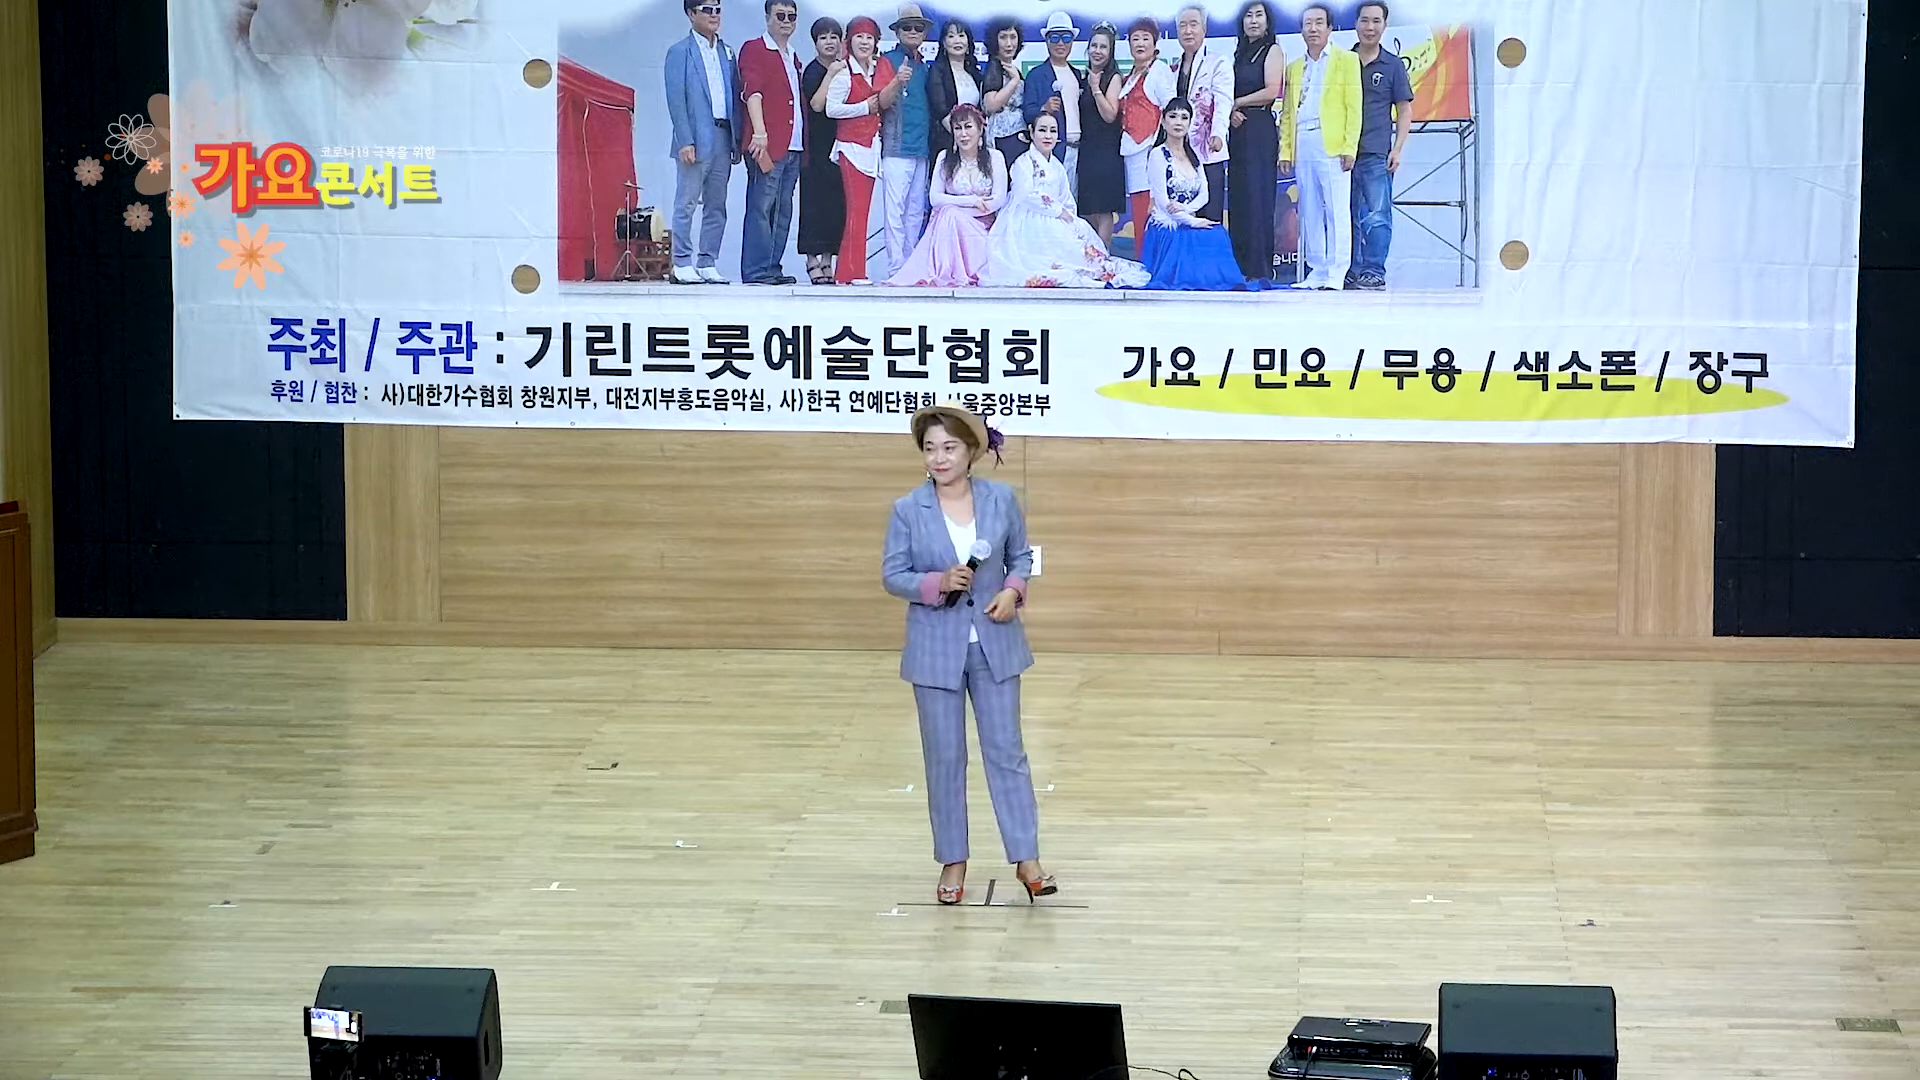 코로나19 극복을 위한
가요콘서트
주최 / 주관 : 기린트롯예술단협회
후원 / 협찬 : 사)대한가수협회 창원지부, 대전지부홍도음악실, 사)한국 연예단협회 서울중앙본부
가요 / 민요 / 무용 / 색소폰 / 장구
습니다